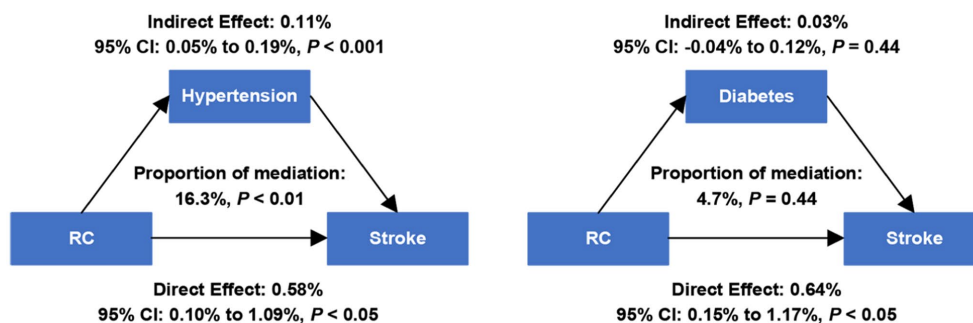 Indirect Effect: 0.11%
95% CI: 0.05% to 0.19%, P < 0.001
Hypertension
Proportion of mediation:
16.3%, P < 0.01
RC
Stroke
Direct Effect: 0.58%
95% CI: 0.10% to 1.09%, P < 0.05
Indirect Effect: 0.03%
95% CI: -0.04% to 0.12%, P = 0.44
Diabetes
Proportion of mediation:
4.7%, P = 0.44
RC
Stroke
Direct Effect: 0.64%
95% CI: 0.15% to 1.17%, P < 0.05